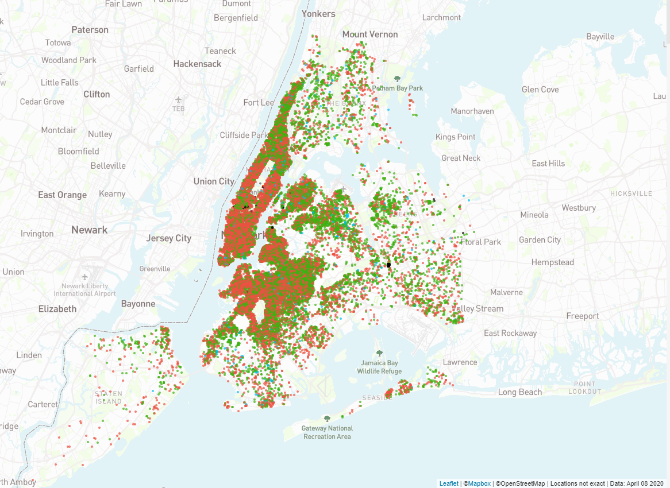 Fair Lawn
Dumont
Bergenfield
Yonkers
Larchmont
Paterson
Mount Vernon
Totowa
Teaneck
Bayville
Woodland Park
Hackensack
Garfield
Little Falls
Pelham Bay Park
Glen Cove
Clifton
Lau
Cedar Grove
TEB
Fort Lee
Manorhaven
Montclair
Nutley
Cliffside Park
Kings Point
Bloomfield
Great Neck
East Hills
Belleville
Union City
HICKSVILLE
East Orange
Kearny
Westbury
Mineola
Irvington
Newark
Jersey City
Floral Park
Garden City
Hempstead
Union
Greenville
Newark Liberty
International Airport
Malverne
Bayonne
Valley Stream
Freeport
Elizabeth
East Rockaway
Linden
Lawrence
Jamaica Bay
Wildlife Refuge
POINT
LOOKOUT
STATEN
ISLAND
Long Beach
Carteret
SEASIDE
Gateway National
Recreation Area
rth Amboy
Leaflet | ©Mapbox | ©OpenStreetMap | Locations not exact | Data: April 08 2020